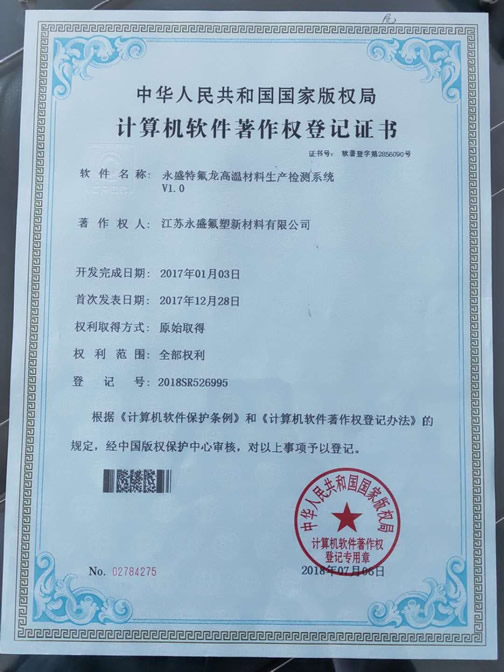 中华人民共和国国家版权局
计算机软件著作权登记证书
证书号： 软著登字第2856090号
软件名称： 永盛特氟龙高温材料生产检测系统
V1.0
著作权人： 江苏永盛氟塑新材料有限公司
开发完成日期： 2017年01月03日
首次发表日期： 2017年12月28日
权利取得方式： 原始取得
权利范围： 全部权利
登记号： 2018SR526995
根据《计算机软件保护条例》和《计算机软件著作权登记办法》的
规定，经中国版权保护中心审核，对以上事项予以登记。
中华人民共和国国家版权局
计算机软件著作权
登记专用章
No. 02784275
2018年07月06日